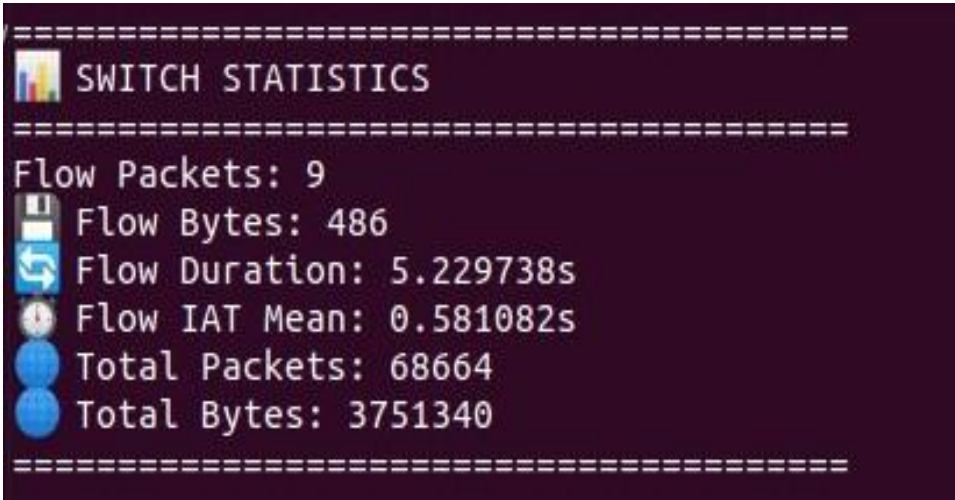 ========================================
📊 SWITCH STATISTICS
========================================
Flow Packets: 9
💾 Flow Bytes: 486
🔄 Flow Duration: 5.229738s
⏱ Flow IAT Mean: 0.581082s
🌐 Total Packets: 68664
🌐 Total Bytes: 3751340
========================================